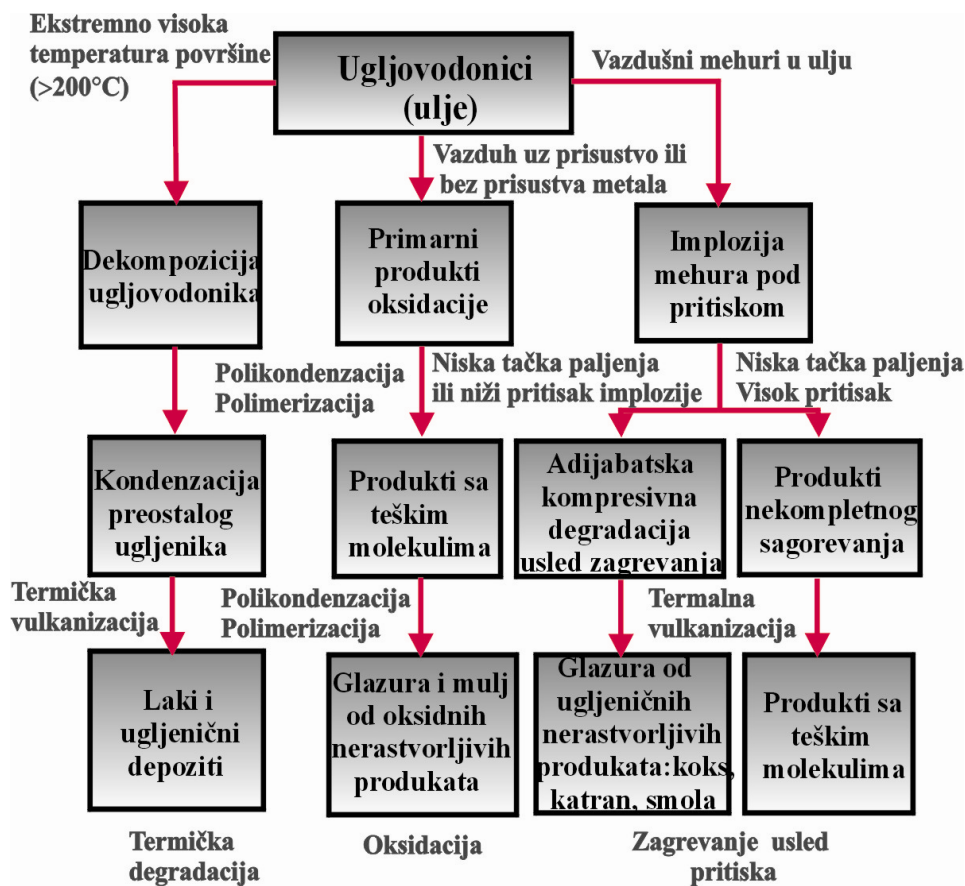 Ekstremno visoka
temperatura površine
(>200°C)
Ugljovodonici
(ulje)
Vazdušni mehuri u ulju
Vazduh uz prisustvo ili
bez prisustva metala
Dekompozicija
ugljovodonika
Primarni
produkti
oksidacije
Implozija
mehura pod
pritiskom
Polikondenzacija
Polimerizacija
Niska tačka paljenja
ili niži pritisak implozije
Niska tačka paljenja
Visok pritisak
Kondenzacija
preostalog
ugljenika
Produkti sa
teškim
molekulima
Adijabatska
kompresivna
degradacija
usled zagrevanja
Produkti
nekompletnog
sagorevanja
Termička
vulkanizacija
Polikondenzacija
Polimerizacija
Termalna
vulkanizacija
Laki i
ugljenični
depoziti
Glazura i mulj
od oksidnih
nerastvorljivih
produkata
Glazura od
ugljeničnih
nerastvorljivih
produkata:koks,
katran, smola
Produkti sa
teškim
molekulima
Termička
degradacija
Oksidacija
Zagrevanje usled
pritiska